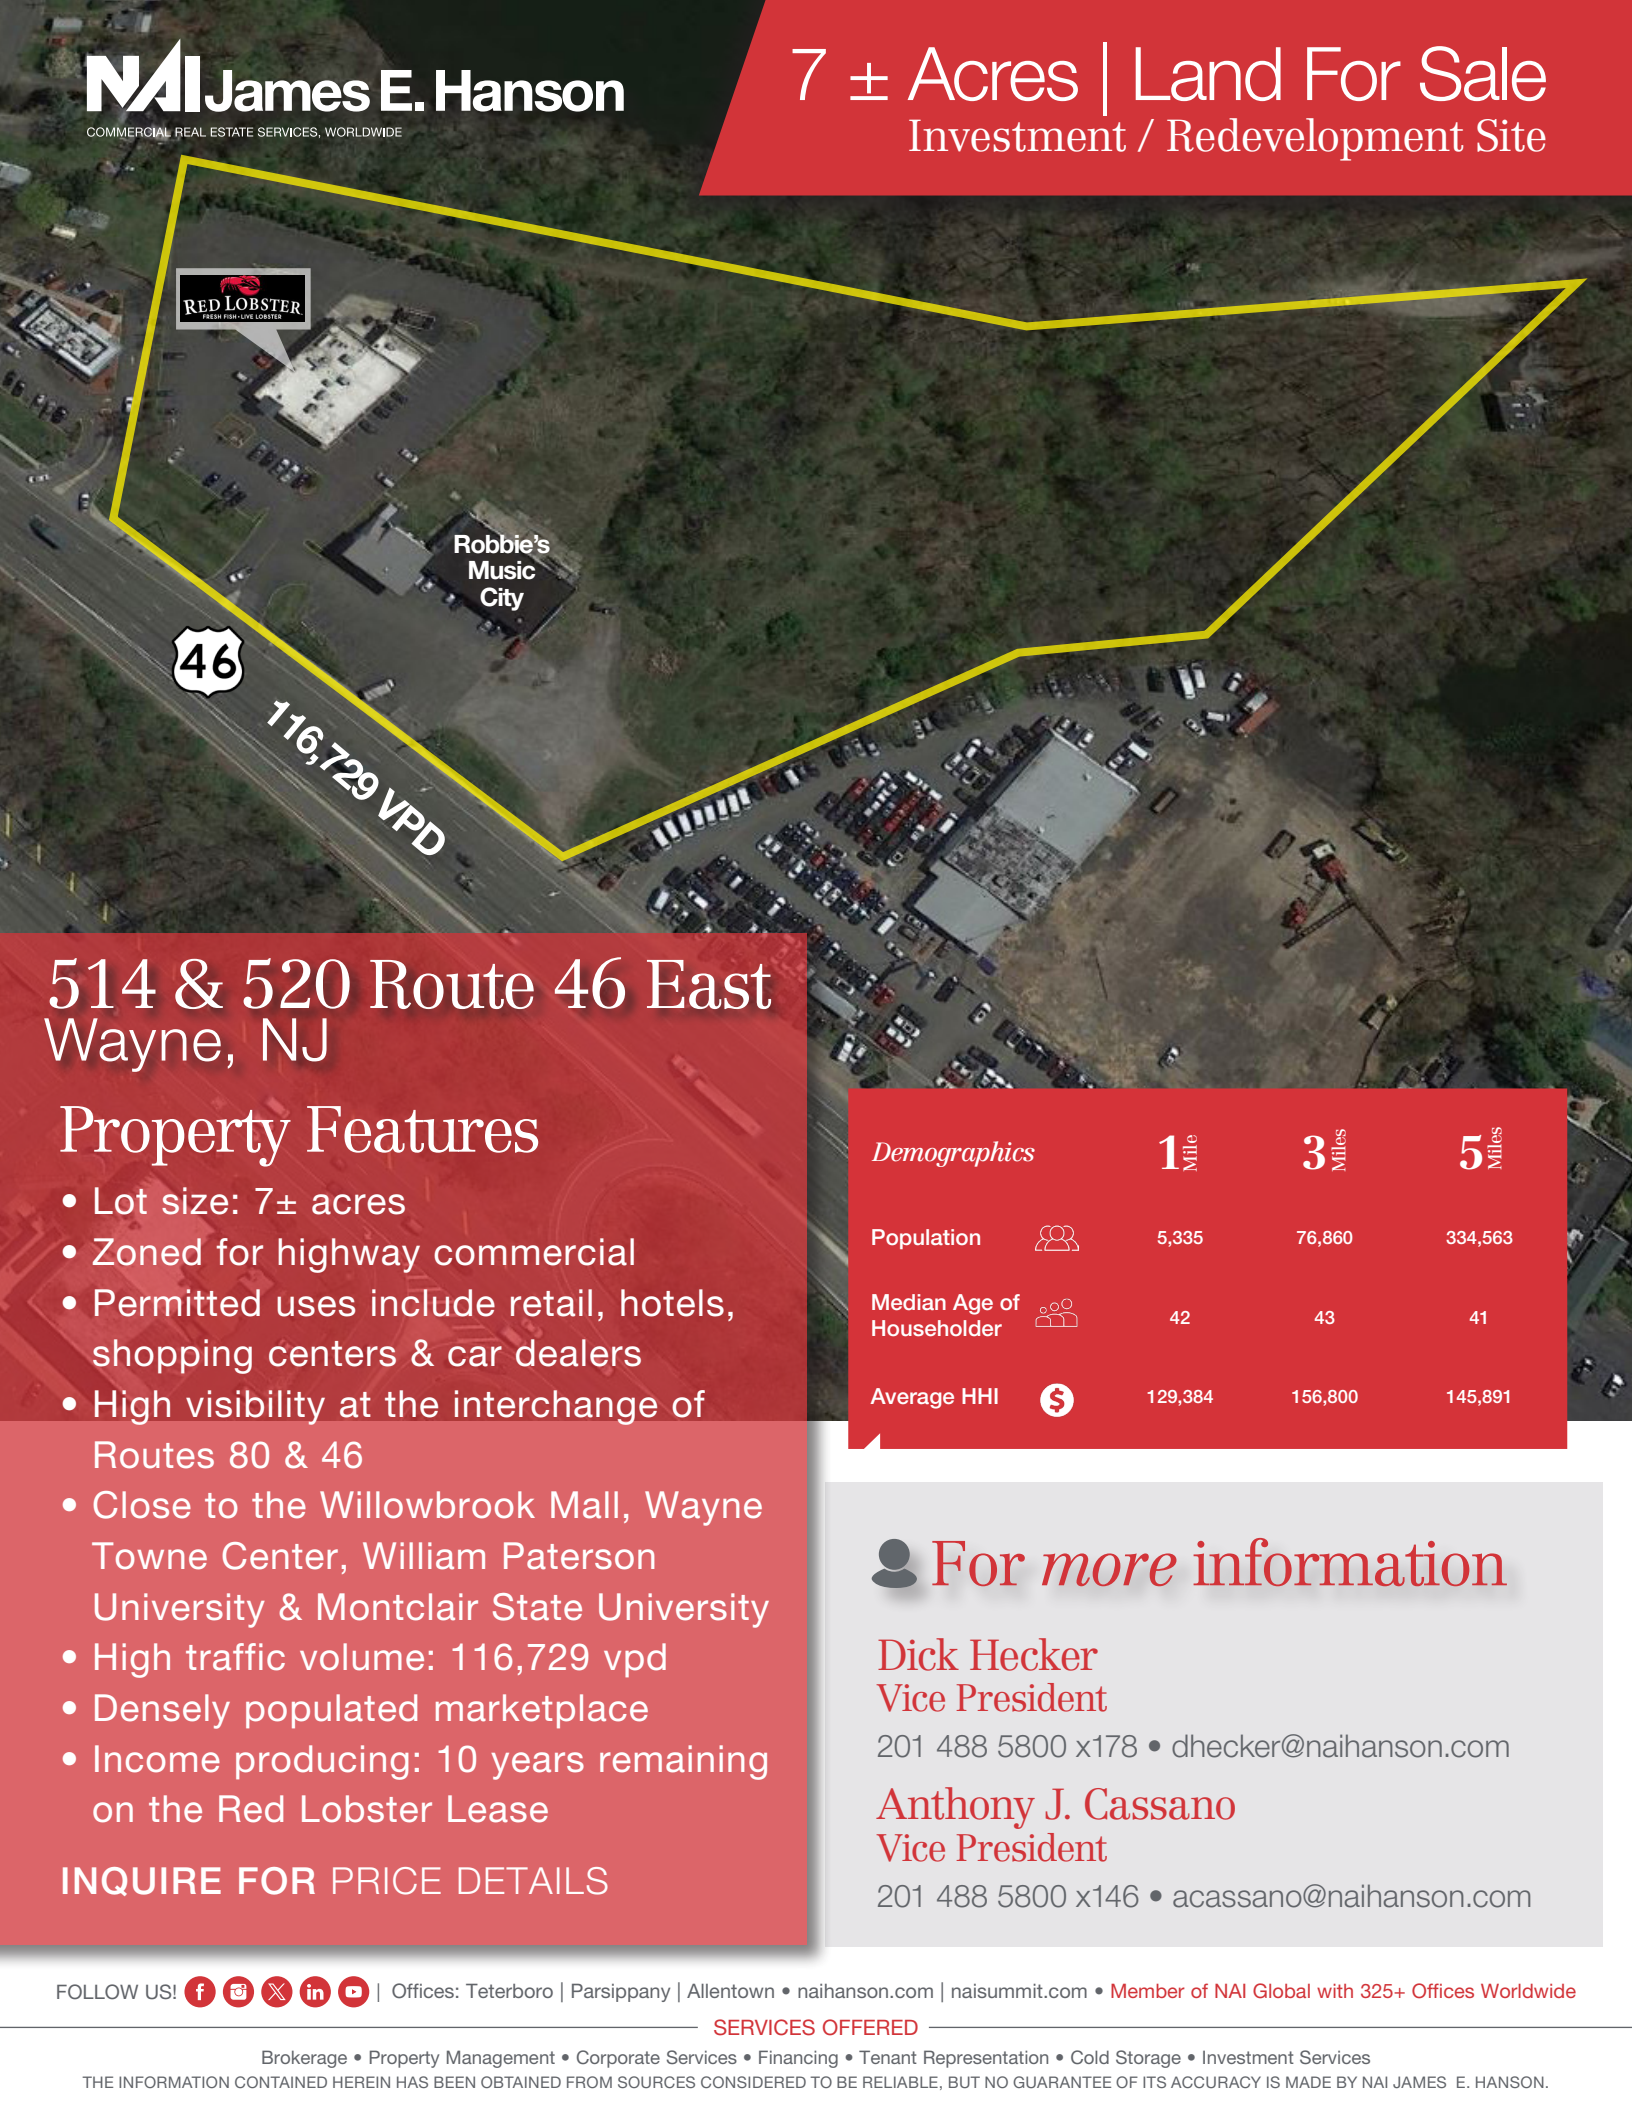 NAI James E. Hanson
COMMERCIAL REAL ESTATE SERVICES, WORLDWIDE
7 ± Acres | Land For Sale
Investment / Redevelopment Site
RED LOBSTER
FRESH FISH • LIVE LOBSTER
Robbie's
Music
City
46
116,729 VPD
514 & 520 Route 46 East
Wayne, NJ
Property Features
• Lot size: 7± acres
• Zoned for highway commercial
• Permitted uses include retail, hotels,
shopping centers & car dealers
• High visibility at the interchange of
Routes 80 & 46
• Close to the Willowbrook Mall, Wayne
Towne Center, William Paterson
University & Montclair State University
• High traffic volume: 116,729 vpd
• Densely populated marketplace
• Income producing: 10 years remaining
on the Red Lobster Lease
INQUIRE FOR PRICE DETAILS
Demographics 1 Mile 3 Miles 5 Miles
Population 5,335 76,860 334,563
Median Age of
Householder 42 43 41
Average HHI $ 129,384 156,800 145,891
For more information
Dick Hecker
Vice President
201 488 5800 x178 • dhecker@naihanson.com
Anthony J. Cassano
Vice President
201 488 5800 x146 • acassano@naihanson.com
FOLLOW US! | Offices: Teterboro | Parsippany | Allentown • naihanson.com | naisummit.com • Member of NAI Global with 325+ Offices Worldwide
SERVICES OFFERED
Brokerage • Property Management • Corporate Services • Financing • Tenant Representation • Cold Storage • Investment Services
THE INFORMATION CONTAINED HEREIN HAS BEEN OBTAINED FROM SOURCES CONSIDERED TO BE RELIABLE, BUT NO GUARANTEE OF ITS ACCURACY IS MADE BY NAI JAMES E. HANSON.